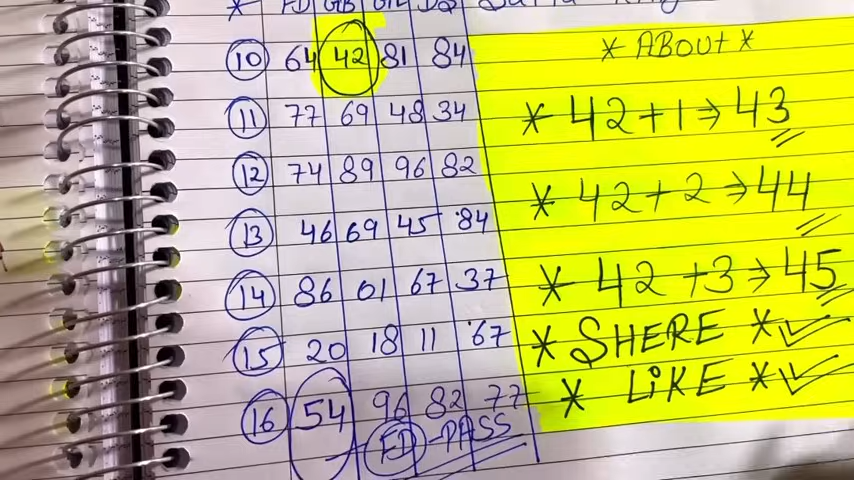 * FD GB
10 64 42 81 84
11 77 69 48 34
12 74 89 96 82
13 46 69 45 84
14 86 01 67 37
15 20 18 11 67
16 54 96 82 77
FD - PASS
* ABOUT *
* 42+1⇒43
* 42+2⇒44
* 42+3⇒45
* SHERE *
* LiKE *